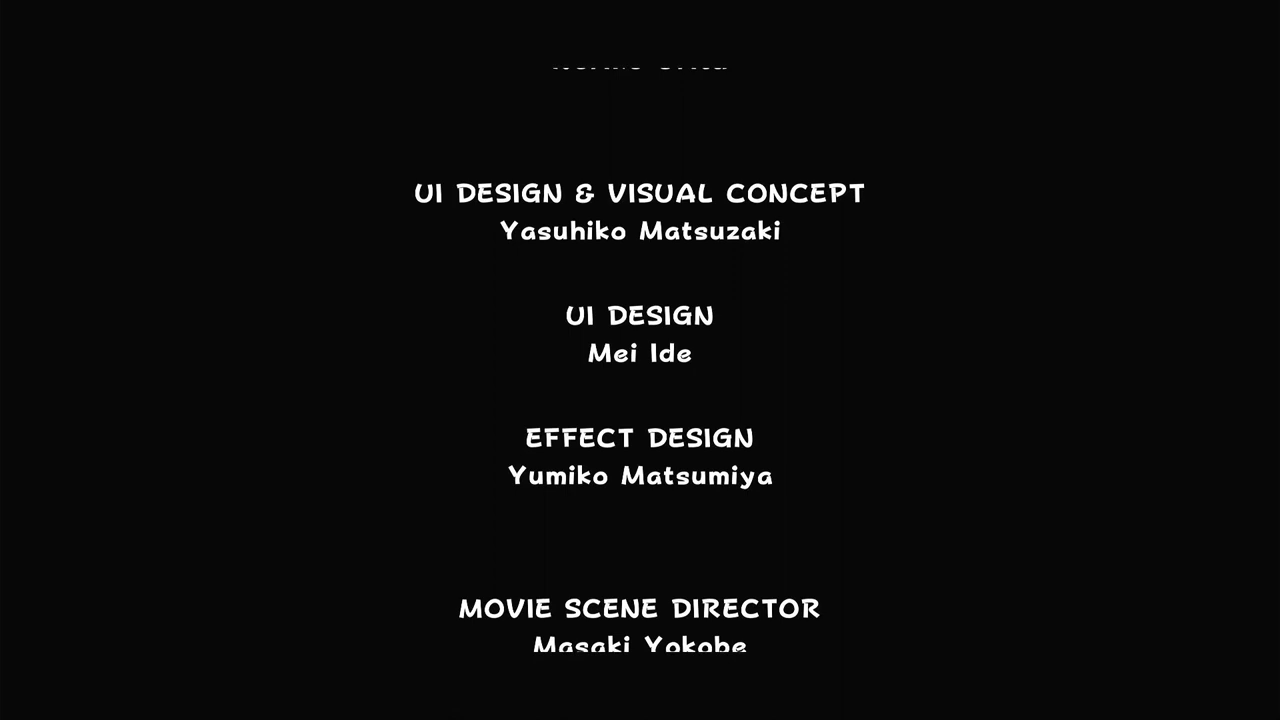 UI DESIGN & VISUAL CONCEPT
Yasuhiko Matsuzaki
UI DESIGN
Mei Ide
EFFECT DESIGN
Yumiko Matsumiya
MOVIE SCENE DIRECTOR
Masaki Yokobe